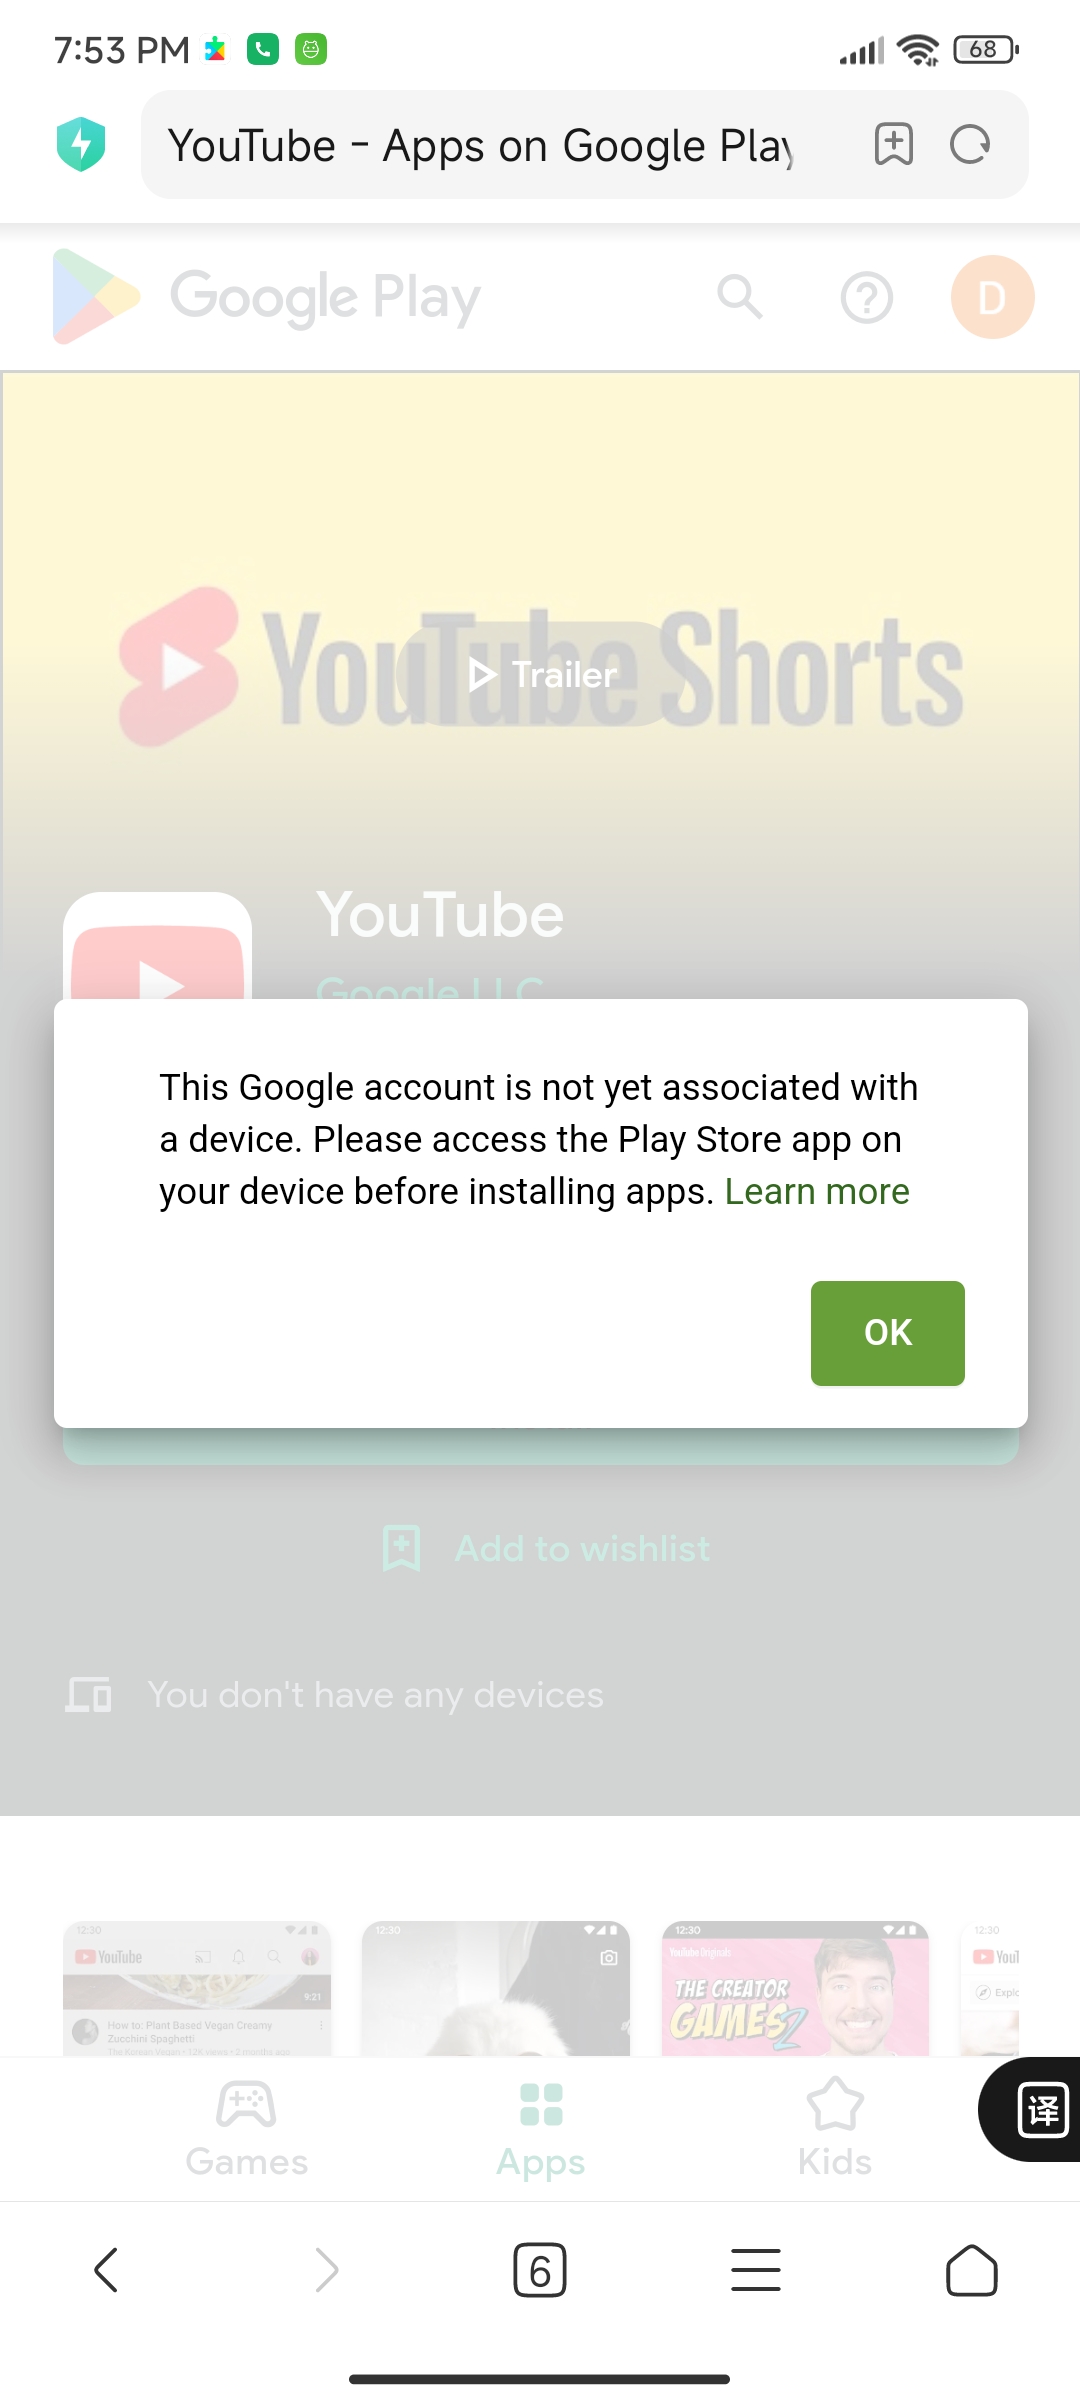 7:53 PM
68
YouTube - Apps on Google Play
Google Play
D
YouTube Shorts
Trailer
YouTube
Google LLC
This Google account is not yet associated with
a device. Please access the Play Store app on
your device before installing apps. Learn more
OK
Add to wishlist
You don't have any devices
12:30
12:30
12:30
12:30
YouTube
YouTube Originals
YouT
9:21
THE CREATOR
GAMES 2
Explo
How to: Plant Based Vegan Creamy
Zucchini Spaghetti
The Korean Vegan • 12K views • 2 months ago
译
Games
Apps
Kids
6